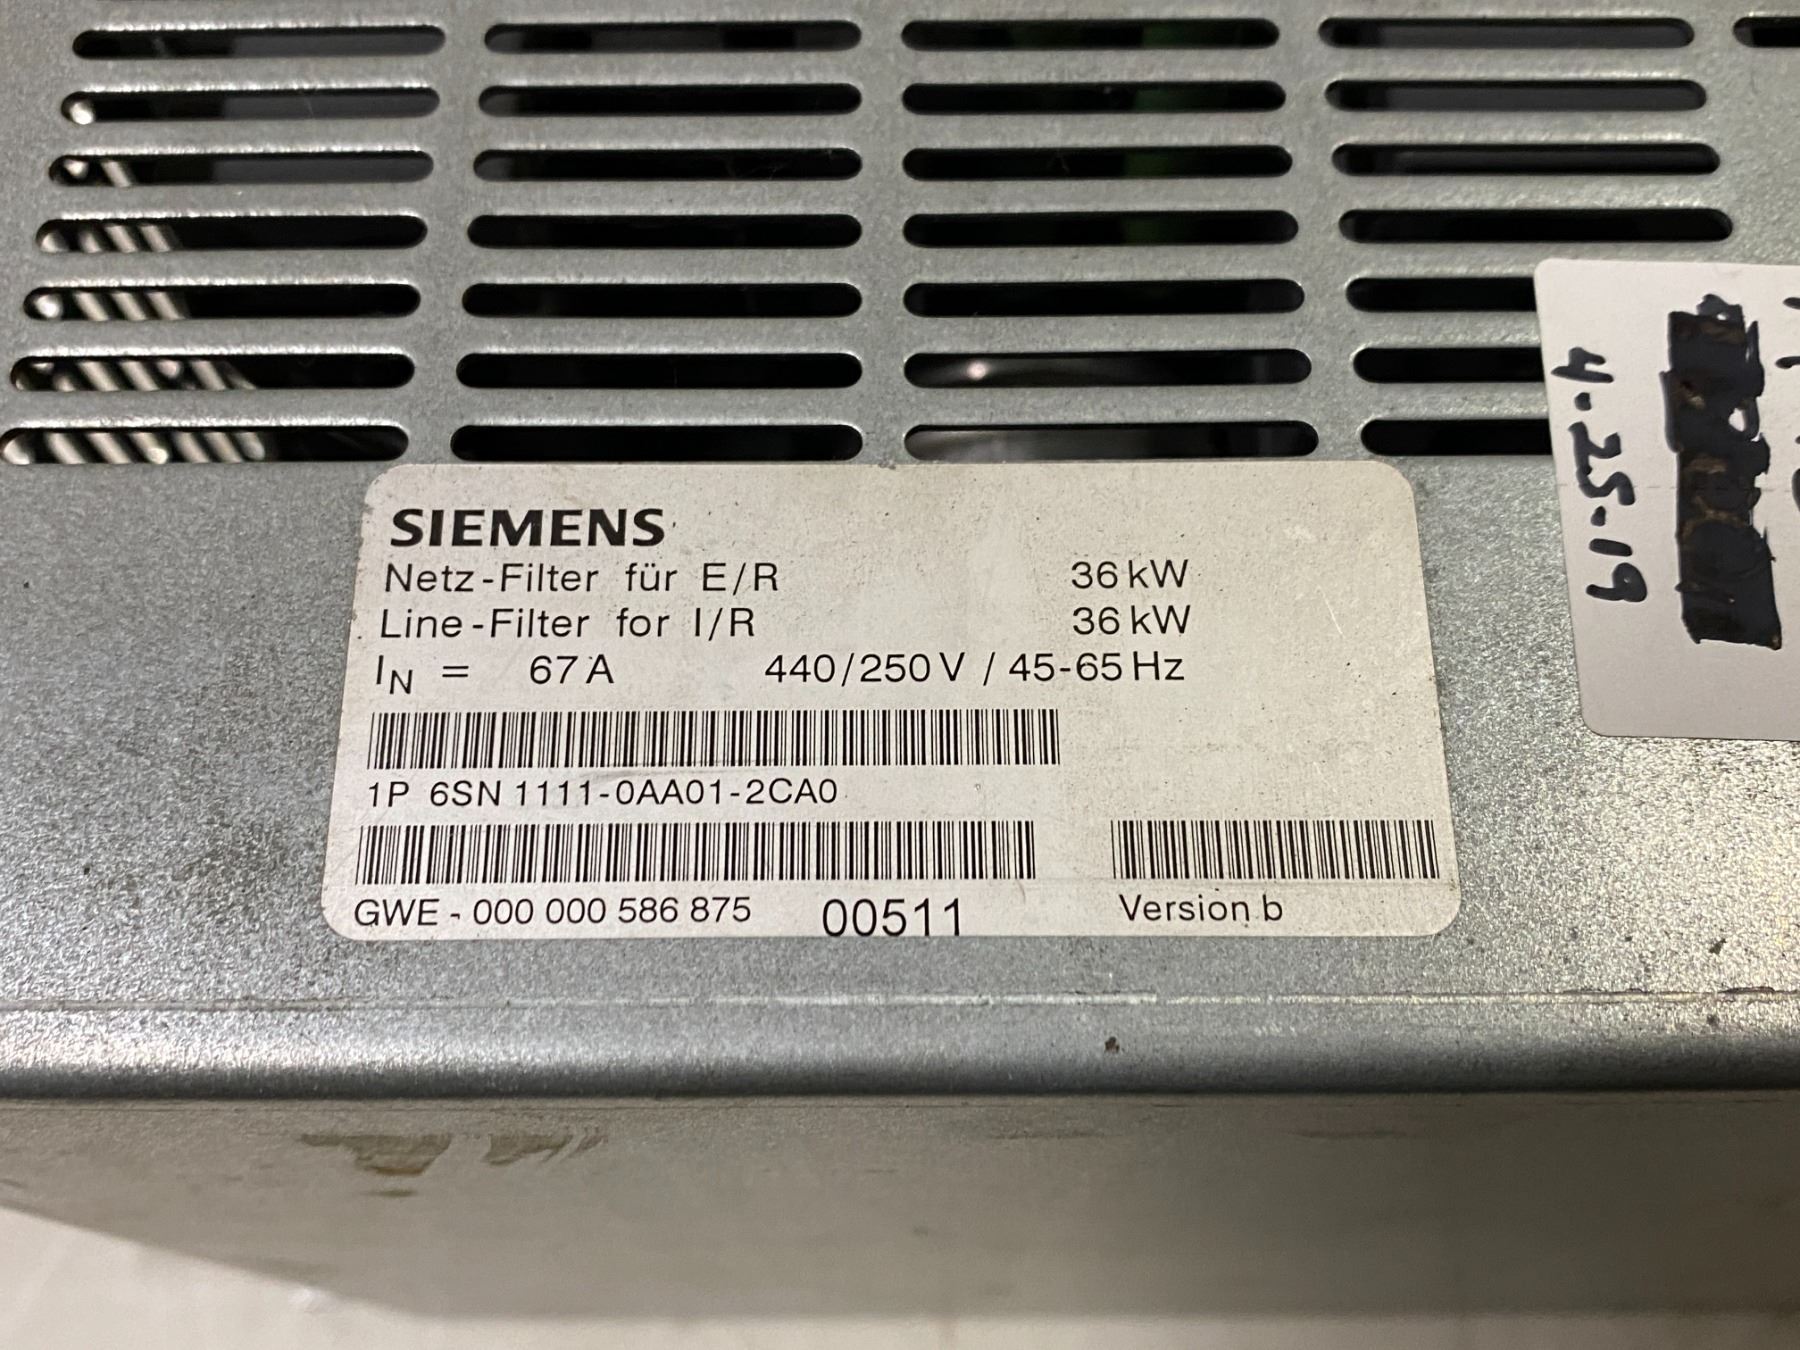 SIEMENS
Netz-Filter für E/R 36 kW
Line-Filter for I/R 36 kW
IN = 67 A 440/250 V / 45-65 Hz
1P 6SN 1111-0AA01-2CA0
GWE - 000 000 586 875 00511 Version b
4-25-19